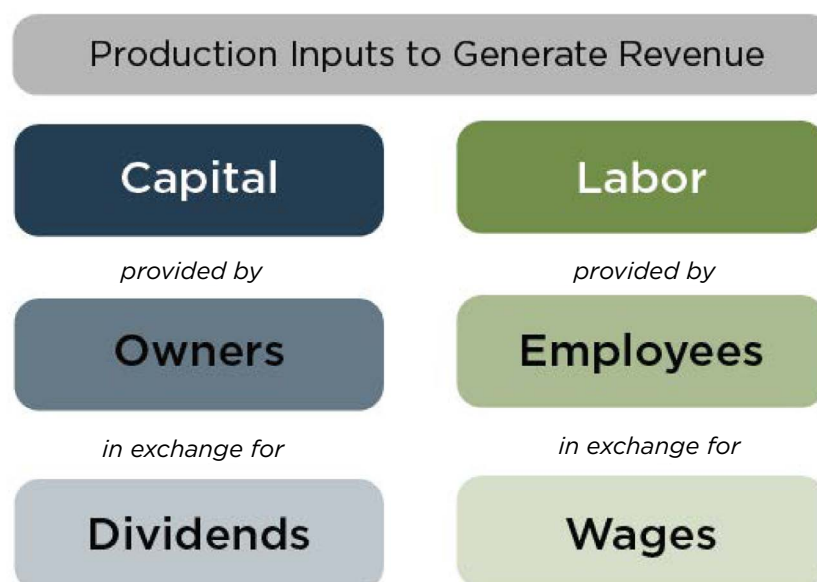 Production Inputs to Generate Revenue
Capital
provided by
Owners
in exchange for
Dividends
Labor
provided by
Employees
in exchange for
Wages